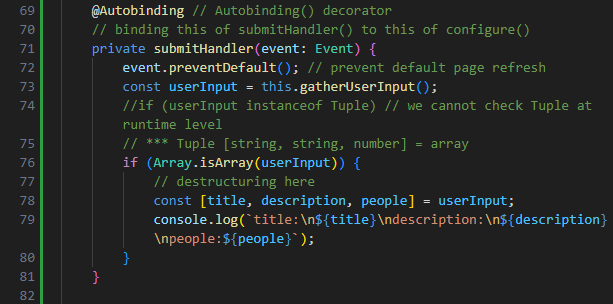 69 @Autobinding // Autobinding() decorator
70 // binding this of submitHandler() to this of configure()
71 private submitHandler(event: Event) {
72 event.preventDefault(); // prevent default page refresh
73 const userInput = this.gatherUserInput();
74 //if (userInput instanceof Tuple) // we cannot check Tuple at
runtime level
75 // *** Tuple [string, string, number] = array
76 if (Array.isArray(userInput)) {
77 // destructuring here
78 const [title, description, people] = userInput;
79 console.log(`title:\n${title}\ndescription:\n${description}
\npeople:${people}`);
80 }
81 }
82